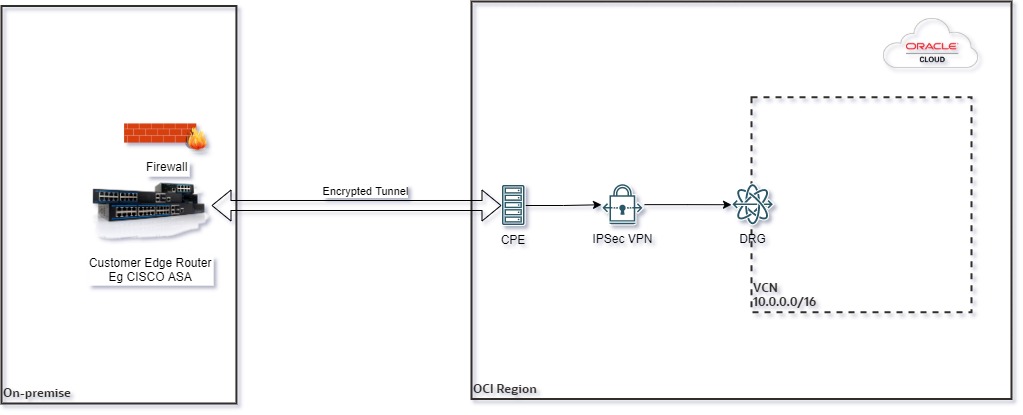 ORACLE
CLOUD
Firewall
Encrypted Tunnel
CPE
IPSec VPN
DRG
Customer Edge Router
Eg CISCO ASA
VCN
10.0.0.0/16
On-premise
OCI Region